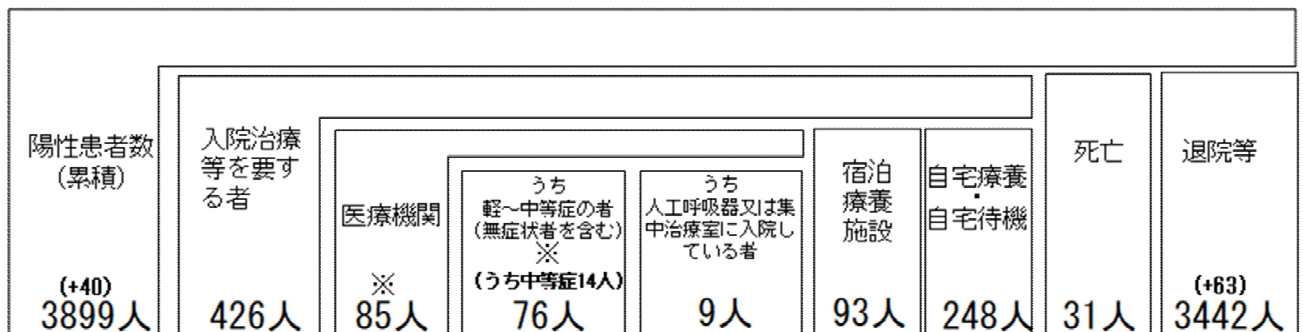 陽性患者数
(累積)
(+40)
3899人
入院治療
等を要す
る者
426人
医療機関
※
85人
うち
軽～中等症の者
(無症状者を含む)
※
(うち中等症14人)
76人
うち
人工呼吸器又は集
中治療室に入院し
ている者
9人
宿泊
療養
施設
93人
自宅療養
・
自宅待機
248人
死亡
31人
退院等
(+63)
3442人